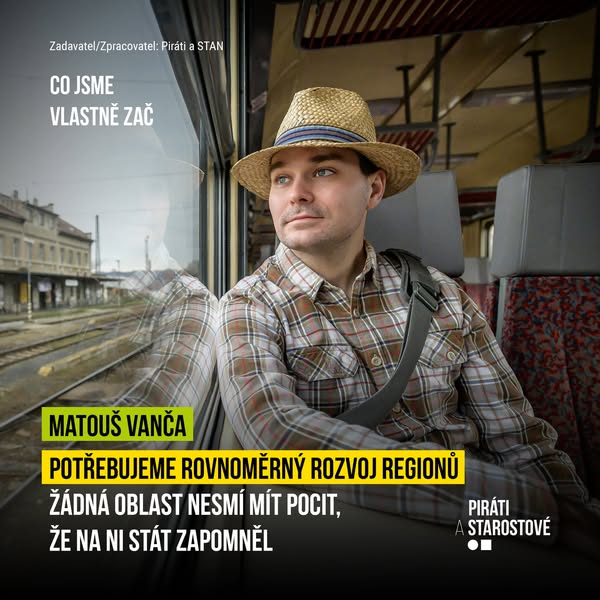 Zadavatel/Zpracovatel: Piráti a STAN
CO JSME
VLASTNĚ ZAČ
MATOUŠ VANČA
POTŘEBUJEME ROVNOMĚRNÝ ROZVOJ REGIONŮ
ŽÁDNÁ OBLAST NESMÍ MÍT POCIT,
ŽE NA NI STÁT ZAPOMNĚL
PIRÁTI
A STAROSTOVÉ